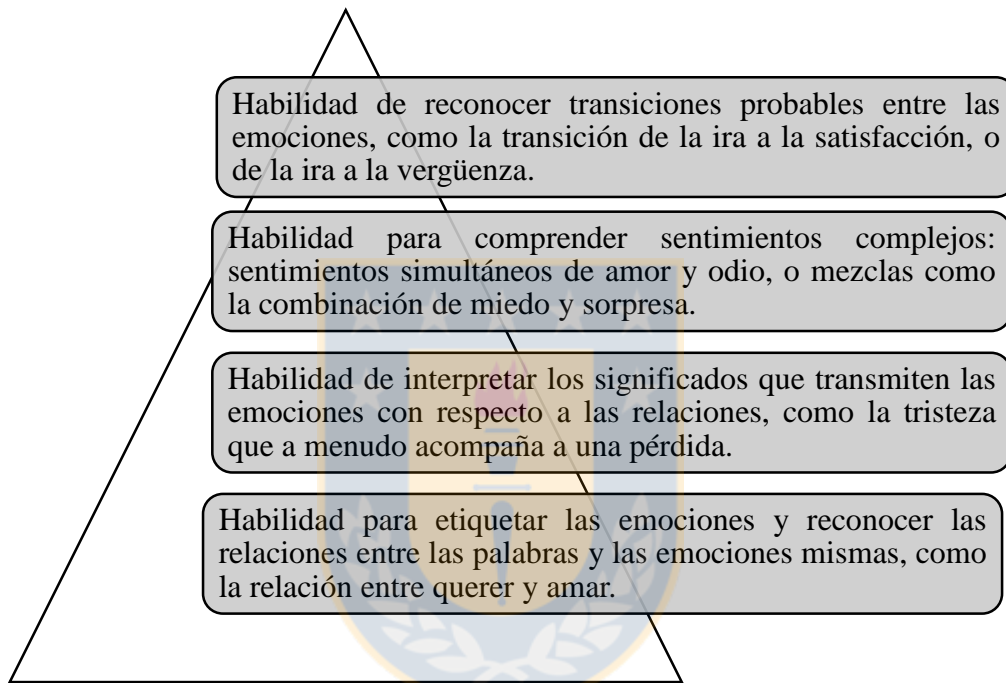 Habilidad de reconocer transiciones probables entre las
emociones, como la transición de la ira a la satisfacción, o
de la ira a la vergüenza.
Habilidad para comprender sentimientos complejos:
sentimientos simultáneos de amor y odio, o mezclas como
la combinación de miedo y sorpresa.
Habilidad de interpretar los significados que transmiten las
emociones con respecto a las relaciones, como la tristeza
que a menudo acompaña a una pérdida.
Habilidad para etiquetar las emociones y reconocer las
relaciones entre las palabras y las emociones mismas, como
la relación entre querer y amar.